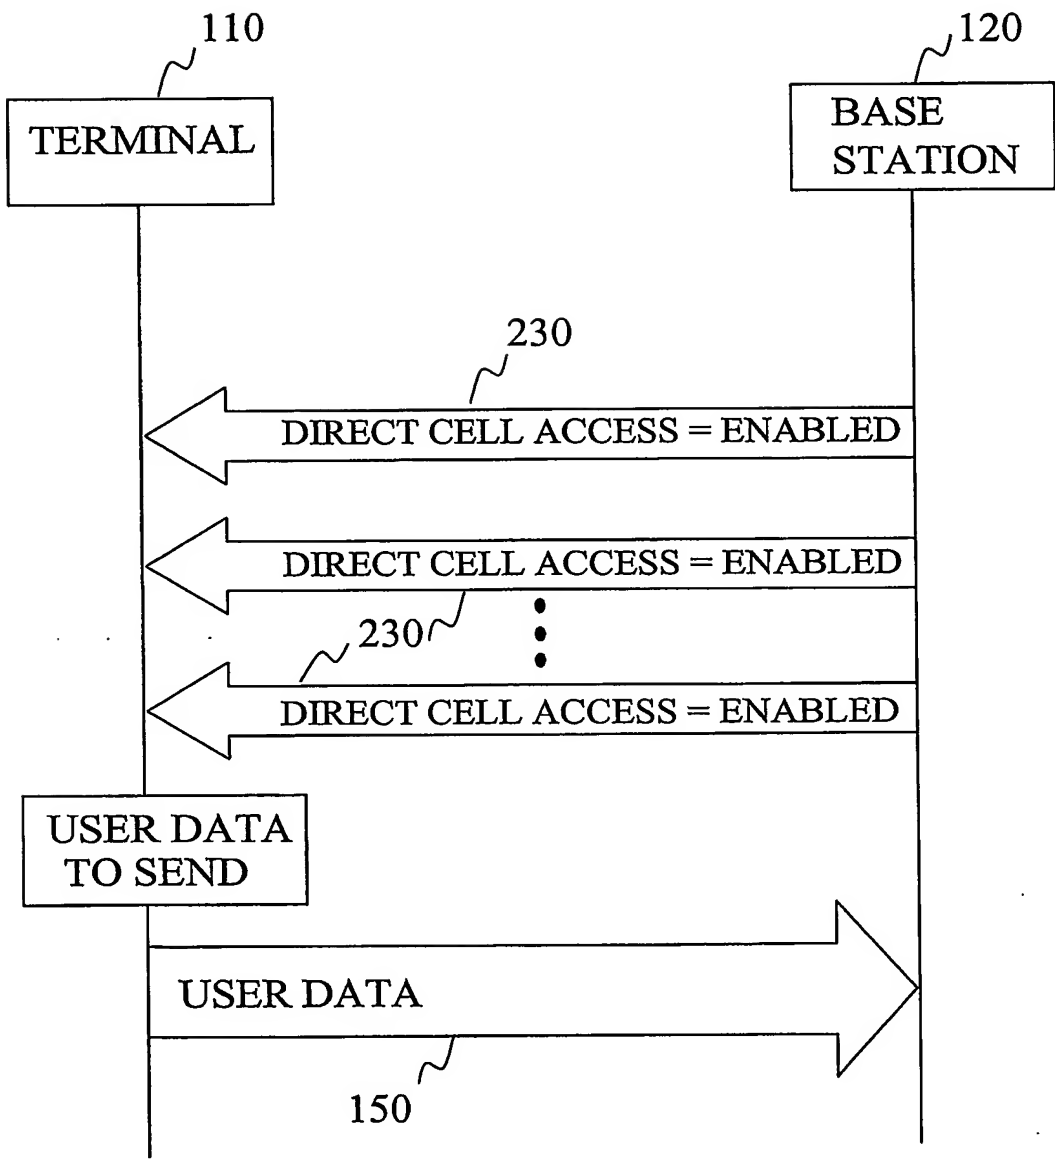 110
120
TERMINAL
BASE
STATION
230
DIRECT CELL ACCESS = ENABLED
DIRECT CELL ACCESS = ENABLED
230
DIRECT CELL ACCESS = ENABLED
USER DATA
TO SEND
USER DATA
150